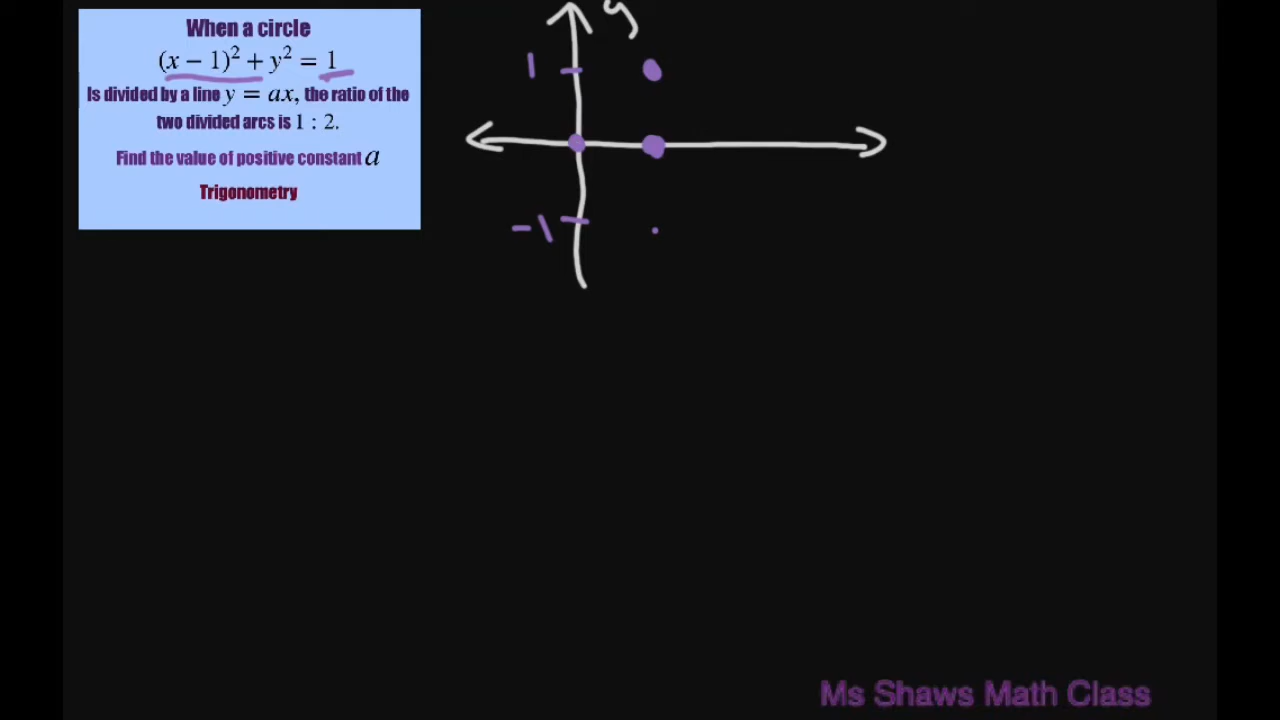 When a circle
(x − 1)² + y² = 1
Is divided by a line y = ax, the ratio of the
two divided arcs is 1 : 2.
Find the value of positive constant a
Trigonometry
y
1
-1
Ms Shaws Math Class